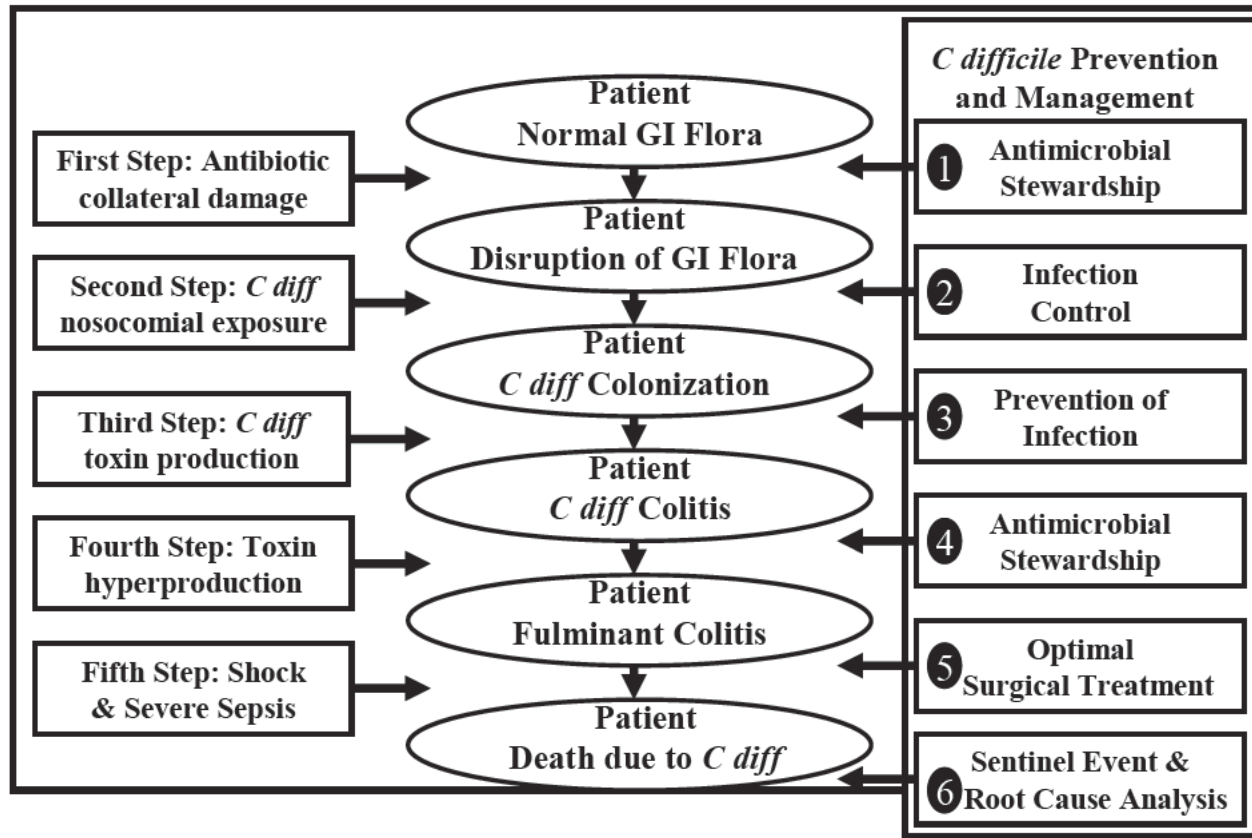 Patient
Normal GI Flora
Patient
Disruption of GI Flora
Patient
C diff Colonization
Patient
C diff Colitis
Patient
Fulminant Colitis
Patient
Death due to C diff
First Step: Antibiotic
collateral damage
Second Step: C diff
nosocomial exposure
Third Step: C diff
toxin production
Fourth Step: Toxin
hyperproduction
Fifth Step: Shock
& Severe Sepsis
C difficile Prevention
and Management
1 Antimicrobial
Stewardship
2 Infection
Control
3 Prevention of
Infection
4 Antimicrobial
Stewardship
5 Optimal
Surgical Treatment
6 Sentinel Event &
Root Cause Analysis